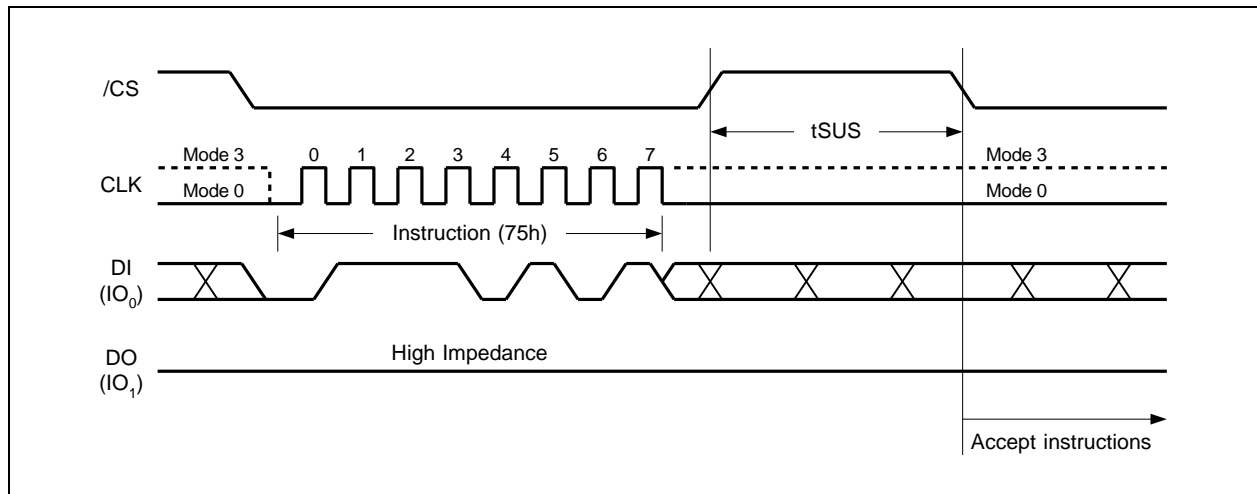 /CS
tSUS
Mode 3 0 1 2 3 4 5 6 7 Mode 3
CLK
Mode 0 Mode 0
Instruction (75h)
DI
(IO0)
High Impedance
DO
(IO1)
Accept instructions